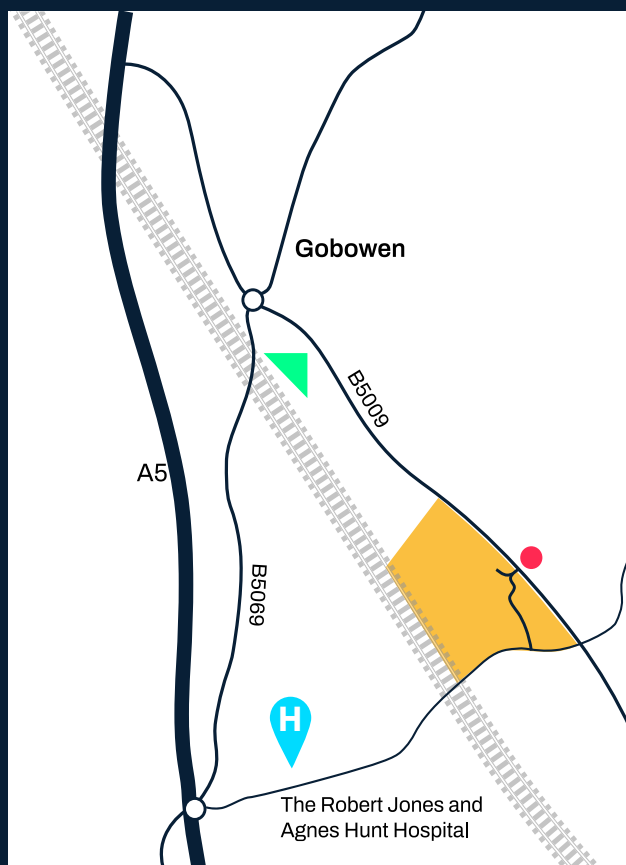 Gobowen
B5009
A5
B5069
H
The Robert Jones and
Agnes Hunt Hospital